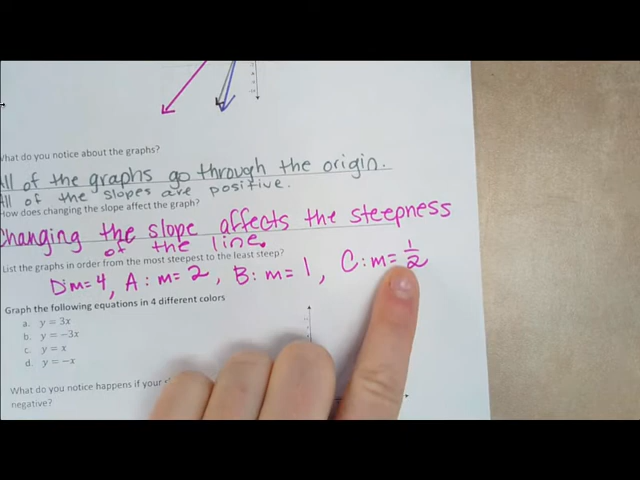 What do you notice about the graphs?
All of the graphs go through the origin.
All of the slopes are positive.
How does changing the slope affect the graph?
Changing the slope affects the steepness
of the line.
List the graphs in order from the most steepest to the least steep?
D: m=4, A: m=2, B: m=1, C: m=1/2
Graph the following equations in 4 different colors
a. y = 3x
b. y = −3x
c. y = x
d. y = −x
What do you notice happens if your
negative?